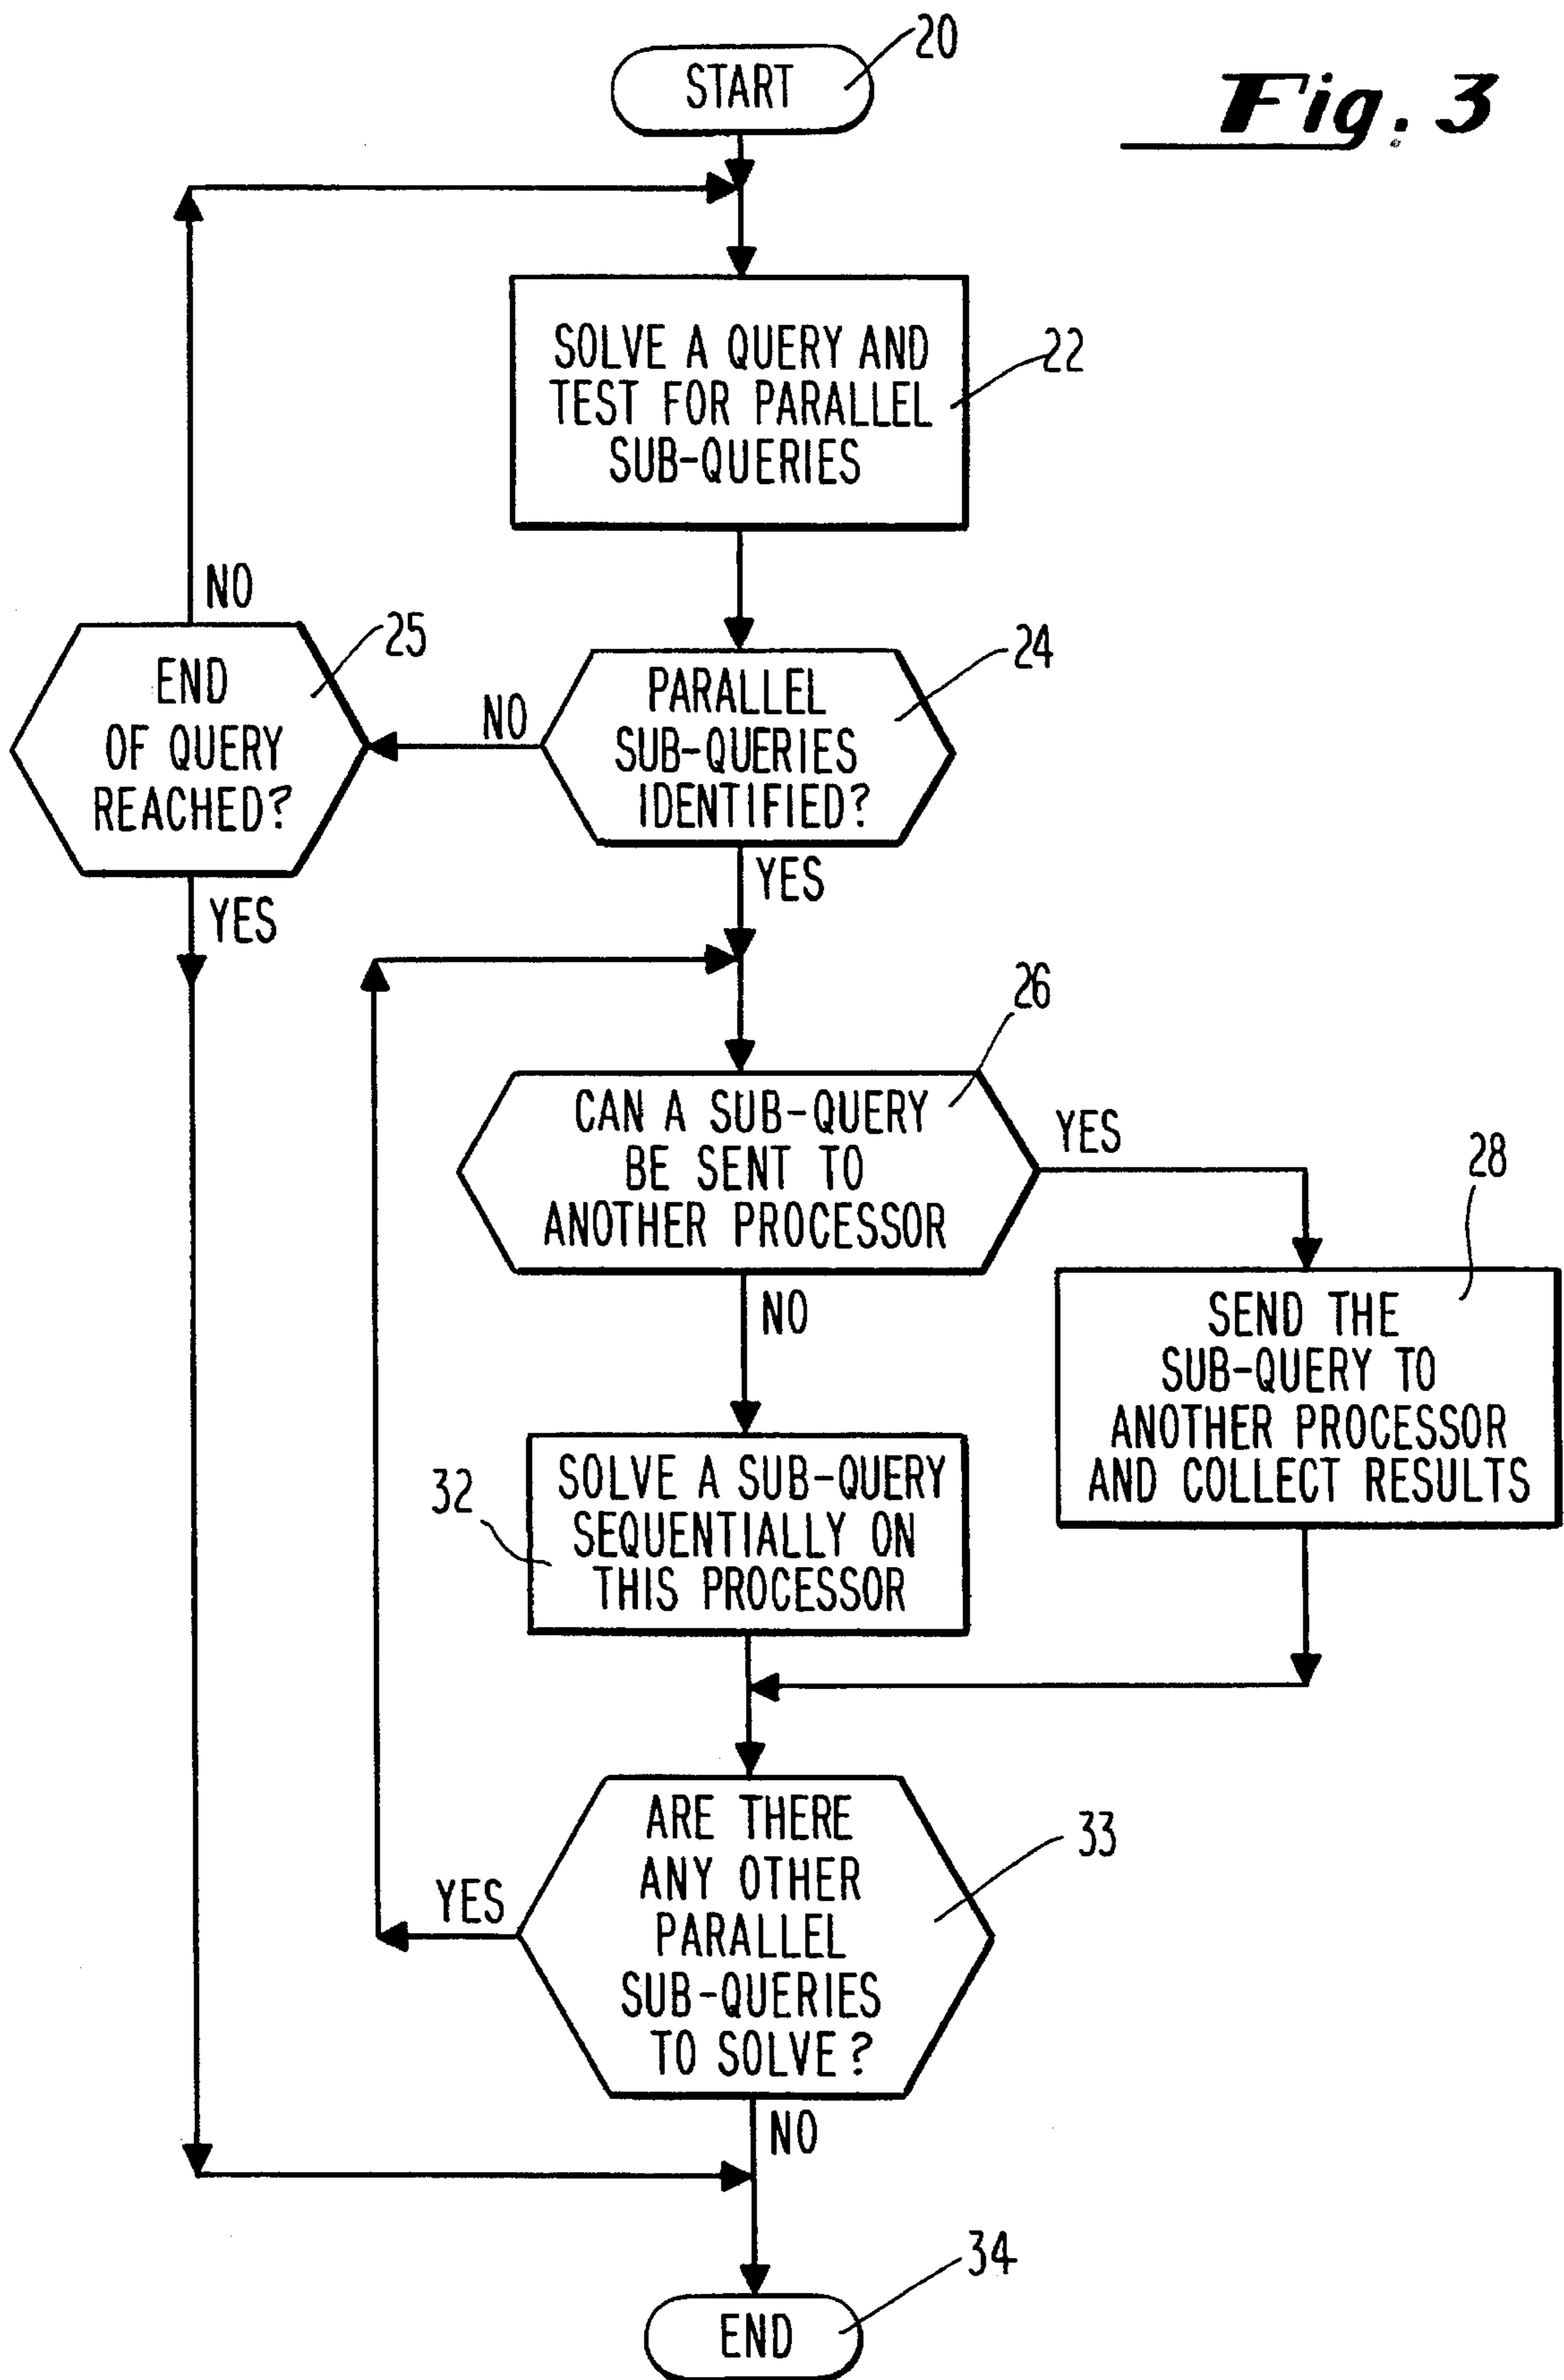 20
START
Fig. 3
SOLVE A QUERY AND
TEST FOR PARALLEL
SUB-QUERIES
22
NO
25
END
OF QUERY
REACHED?
NO
24
PARALLEL
SUB-QUERIES
IDENTIFIED?
YES
YES
26
CAN A SUB-QUERY
BE SENT TO
ANOTHER PROCESSOR
YES
28
NO
SEND THE
SUB-QUERY TO
ANOTHER PROCESSOR
AND COLLECT RESULTS
32
SOLVE A SUB-QUERY
SEQUENTIALLY ON
THIS PROCESSOR
33
ARE THERE
ANY OTHER
PARALLEL
SUB-QUERIES
TO SOLVE?
YES
NO
34
END